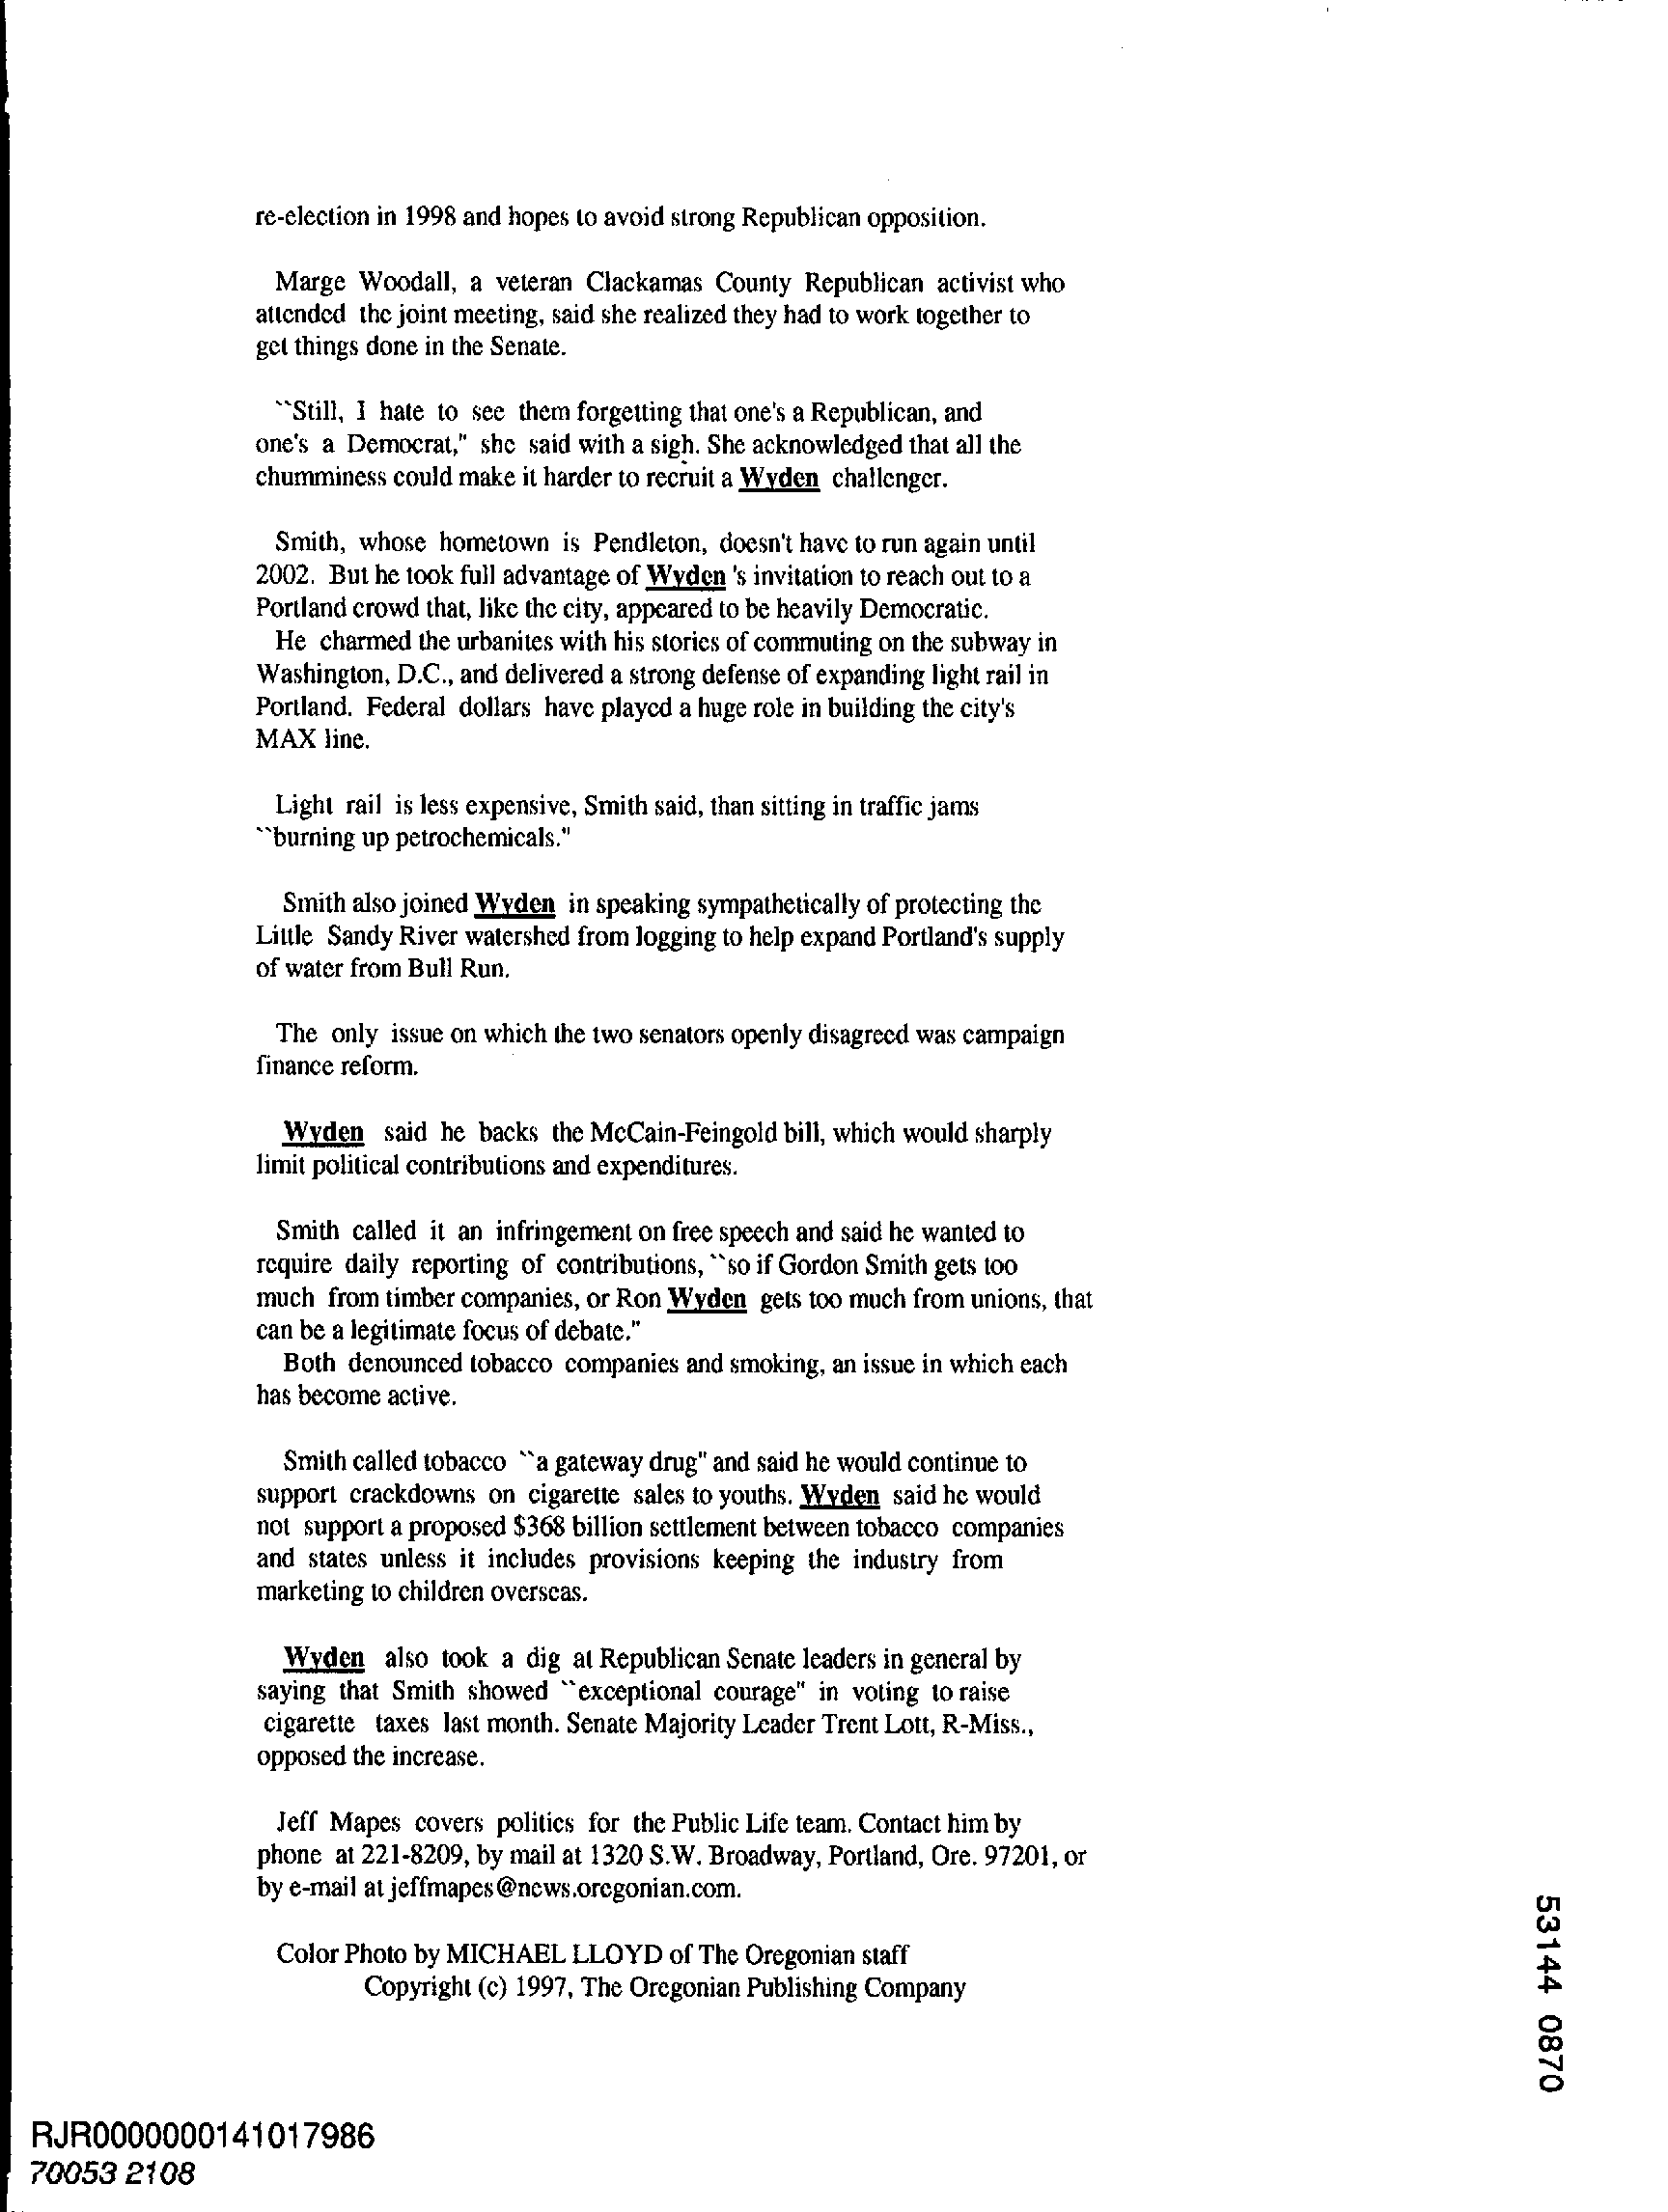 re-election in 1998 and hopes to avoid strong Republican opposition.
Marge Woodall, a veteran Clackamas County Republican activist who
attended the joint meeting, said she realized they had to work together to
get things done in the Senate.
``Still, I hate to see them forgetting that one's a Republican, and
one's a Democrat," she said with a sigh. She acknowledged that all the
chumminess could make it harder to recruit a Wyden challenger.
Smith, whose hometown is Pendleton, doesn't have to run again until
2002. But he took full advantage of Wyden 's invitation to reach out to a
Portland crowd that, like the city, appeared to be heavily Democratic.
He charmed the urbanites with his stories of commuting on the subway in
Washington, D.C., and delivered a strong defense of expanding light rail in
Portland. Federal dollars have played a huge role in building the city's
MAX line.
Light rail is less expensive, Smith said, than sitting in traffic jams
``burning up petrochemicals."
Smith also joined Wyden in speaking sympathetically of protecting the
Little Sandy River watershed from logging to help expand Portland's supply
of water from Bull Run.
The only issue on which the two senators openly disagreed was campaign
finance reform.
Wyden said he backs the McCain-Feingold bill, which would sharply
limit political contributions and expenditures.
Smith called it an infringement on free speech and said he wanted to
require daily reporting of contributions, ``so if Gordon Smith gets too
much from timber companies, or Ron Wyden gets too much from unions, that
can be a legitimate focus of debate."
Both denounced tobacco companies and smoking, an issue in which each
has become active.
Smith called tobacco ``a gateway drug" and said he would continue to
support crackdowns on cigarette sales to youths. Wyden said he would
not support a proposed $368 billion settlement between tobacco companies
and states unless it includes provisions keeping the industry from
marketing to children overseas.
Wyden also took a dig at Republican Senate leaders in general by
saying that Smith showed ``exceptional courage" in voting to raise
cigarette taxes last month. Senate Majority Leader Trent Lott, R-Miss.,
opposed the increase.
Jeff Mapes covers politics for the Public Life team. Contact him by
phone at 221-8209, by mail at 1320 S.W. Broadway, Portland, Ore. 97201, or
by e-mail at jeffmapes@news.oregonian.com.
Color Photo by MICHAEL LLOYD of The Oregonian staff
Copyright (c) 1997, The Oregonian Publishing Company
53144 0870
RJR0000000141017986
70053 2108